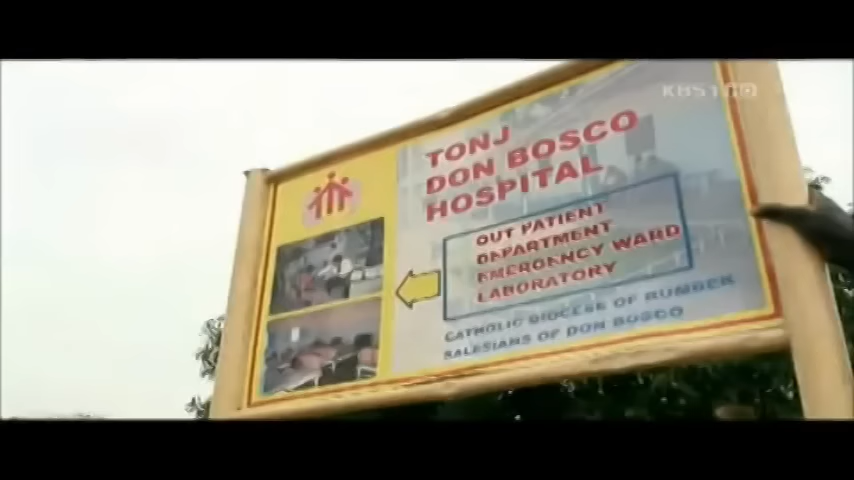 KBS1 HD
TONJ
DON BOSCO
HOSPITAL
OUT PATIENT
DEPARTMENT
EMERGENCY WARD
LABORATORY
CATHOLIC DIOCESE OF RUMBEK
SALESIANS OF DON BOSCO